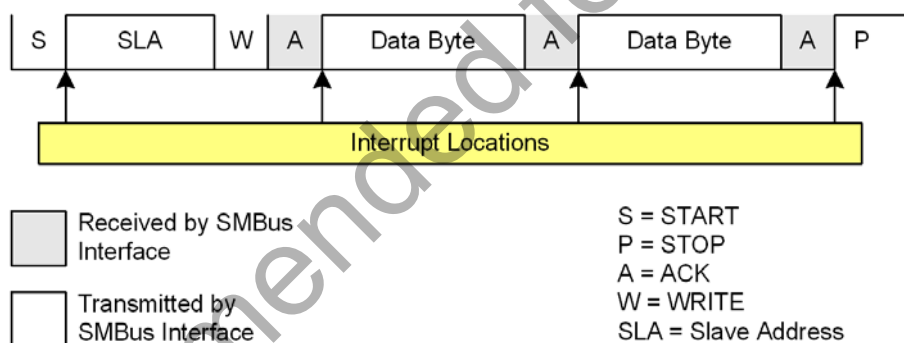 S SLA W A Data Byte A Data Byte A P
Interrupt Locations
Received by SMBus
Interface
Transmitted by
SMBus Interface
S = START
P = STOP
A = ACK
W = WRITE
SLA = Slave Address